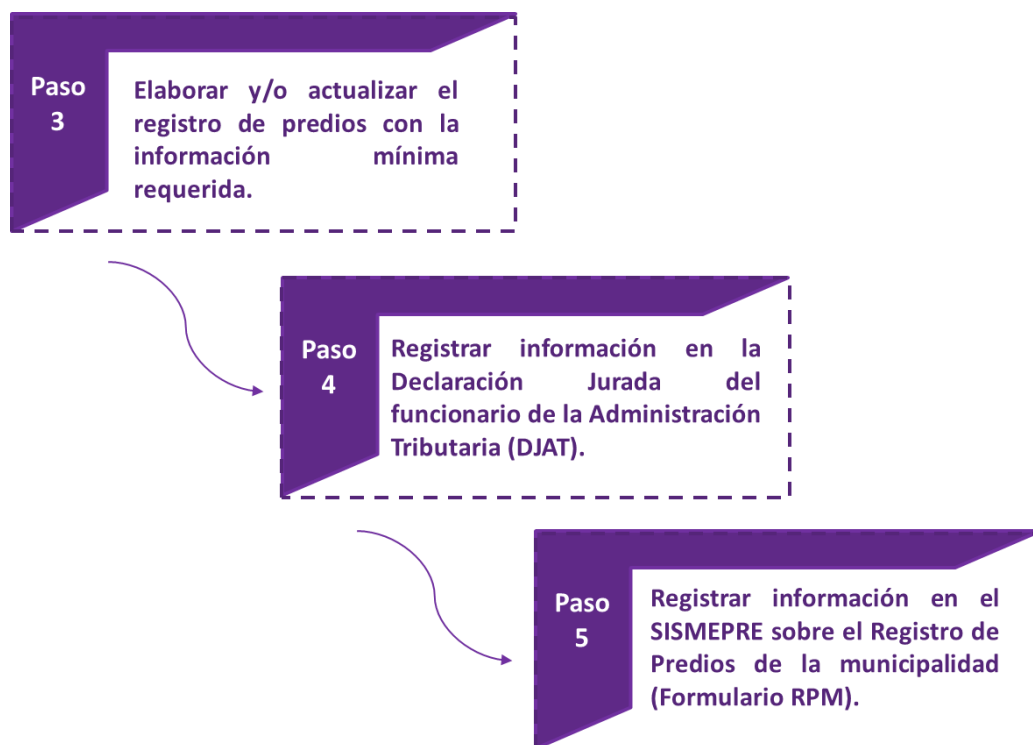 Paso
3
Elaborar y/o actualizar el
registro de predios con la
información mínima
requerida.
Paso
4
Registrar información en la
Declaración Jurada del
funcionario de la Administración
Tributaria (DJAT).
Paso
5
Registrar información en el
SISMEPRE sobre el Registro de
Predios de la municipalidad
(Formulario RPM).